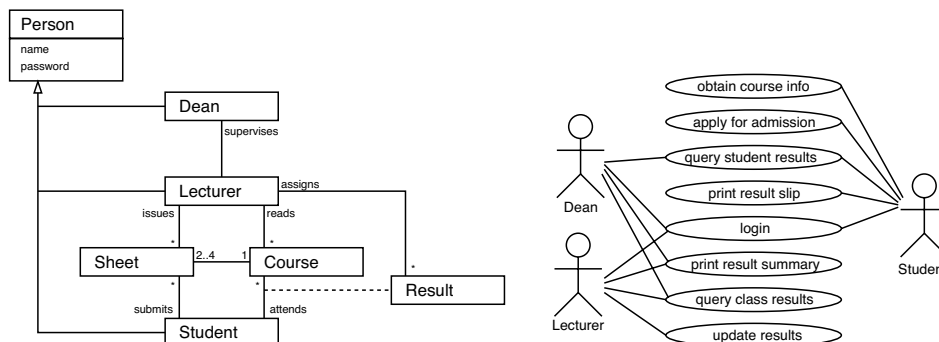 Person
name
password
Dean
supervises
Lecturer
assigns
issues
reads
*
*
Sheet
2..4
1
Course
*
*
*
Result
submits
attends
Student
obtain course info
apply for admission
query student results
print result slip
login
print result summary
query class results
update results
Dean
Lecturer
Studen